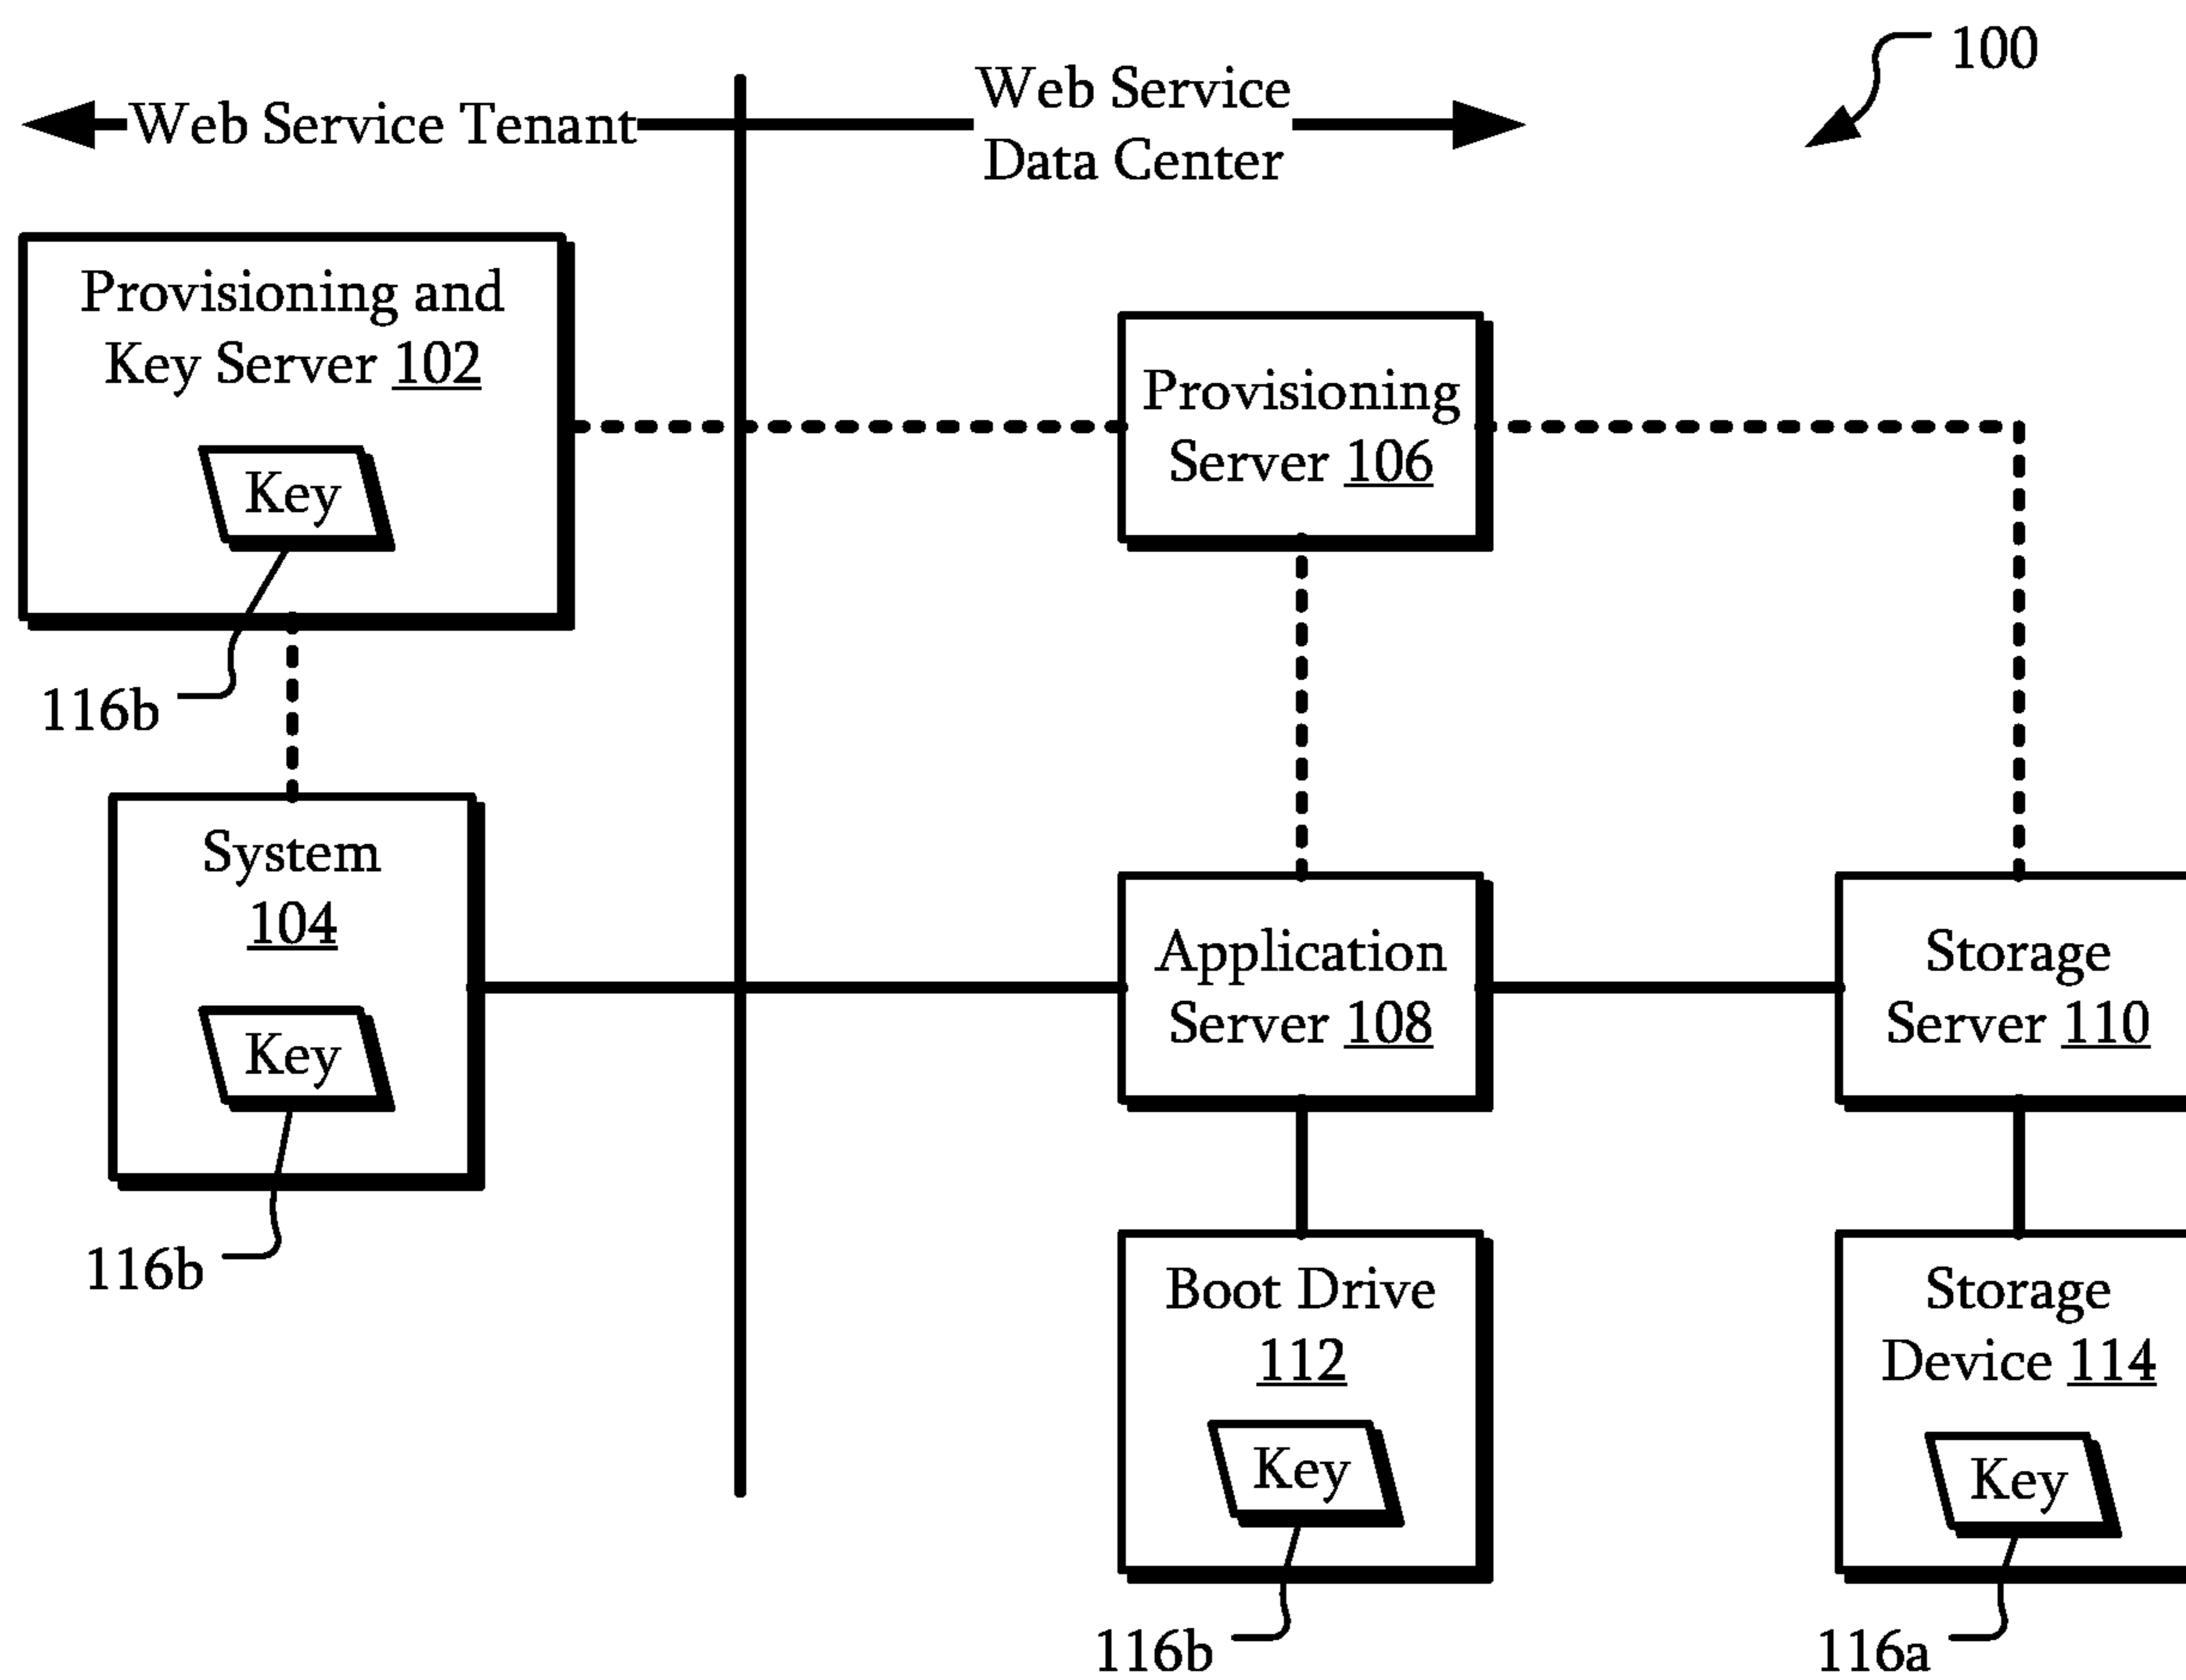 100
Web Service Tenant
Web Service
Data Center
Provisioning and
Key Server 102
Key
116b
Provisioning
Server 106
System
104
Key
116b
Application
Server 108
Storage
Server 110
Boot Drive
112
Key
116b
Storage
Device 114
Key
116a